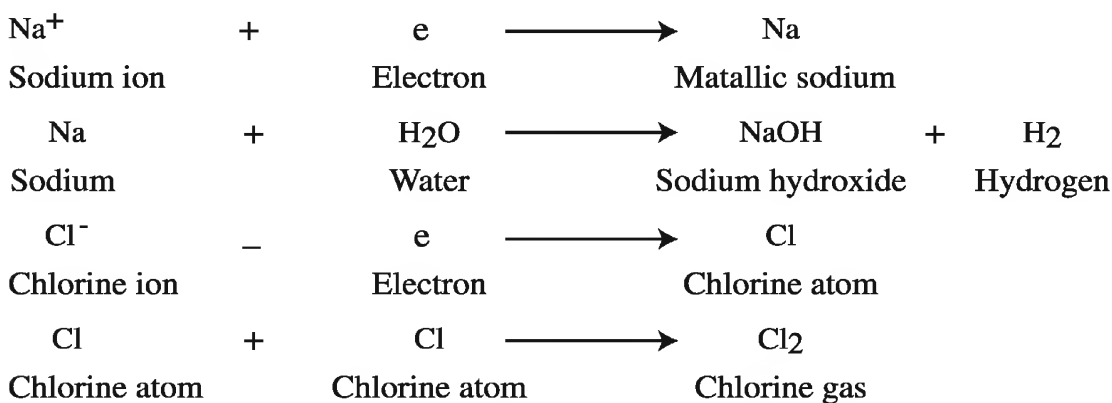 Na+ + e ⟶ Na
Sodium ion Electron Matallic sodium
Na + H2O ⟶ NaOH + H2
Sodium Water Sodium hydroxide Hydrogen
Cl- – e ⟶ Cl
Chlorine ion Electron Chlorine atom
Cl + Cl ⟶ Cl2
Chlorine atom Chlorine atom Chlorine gas